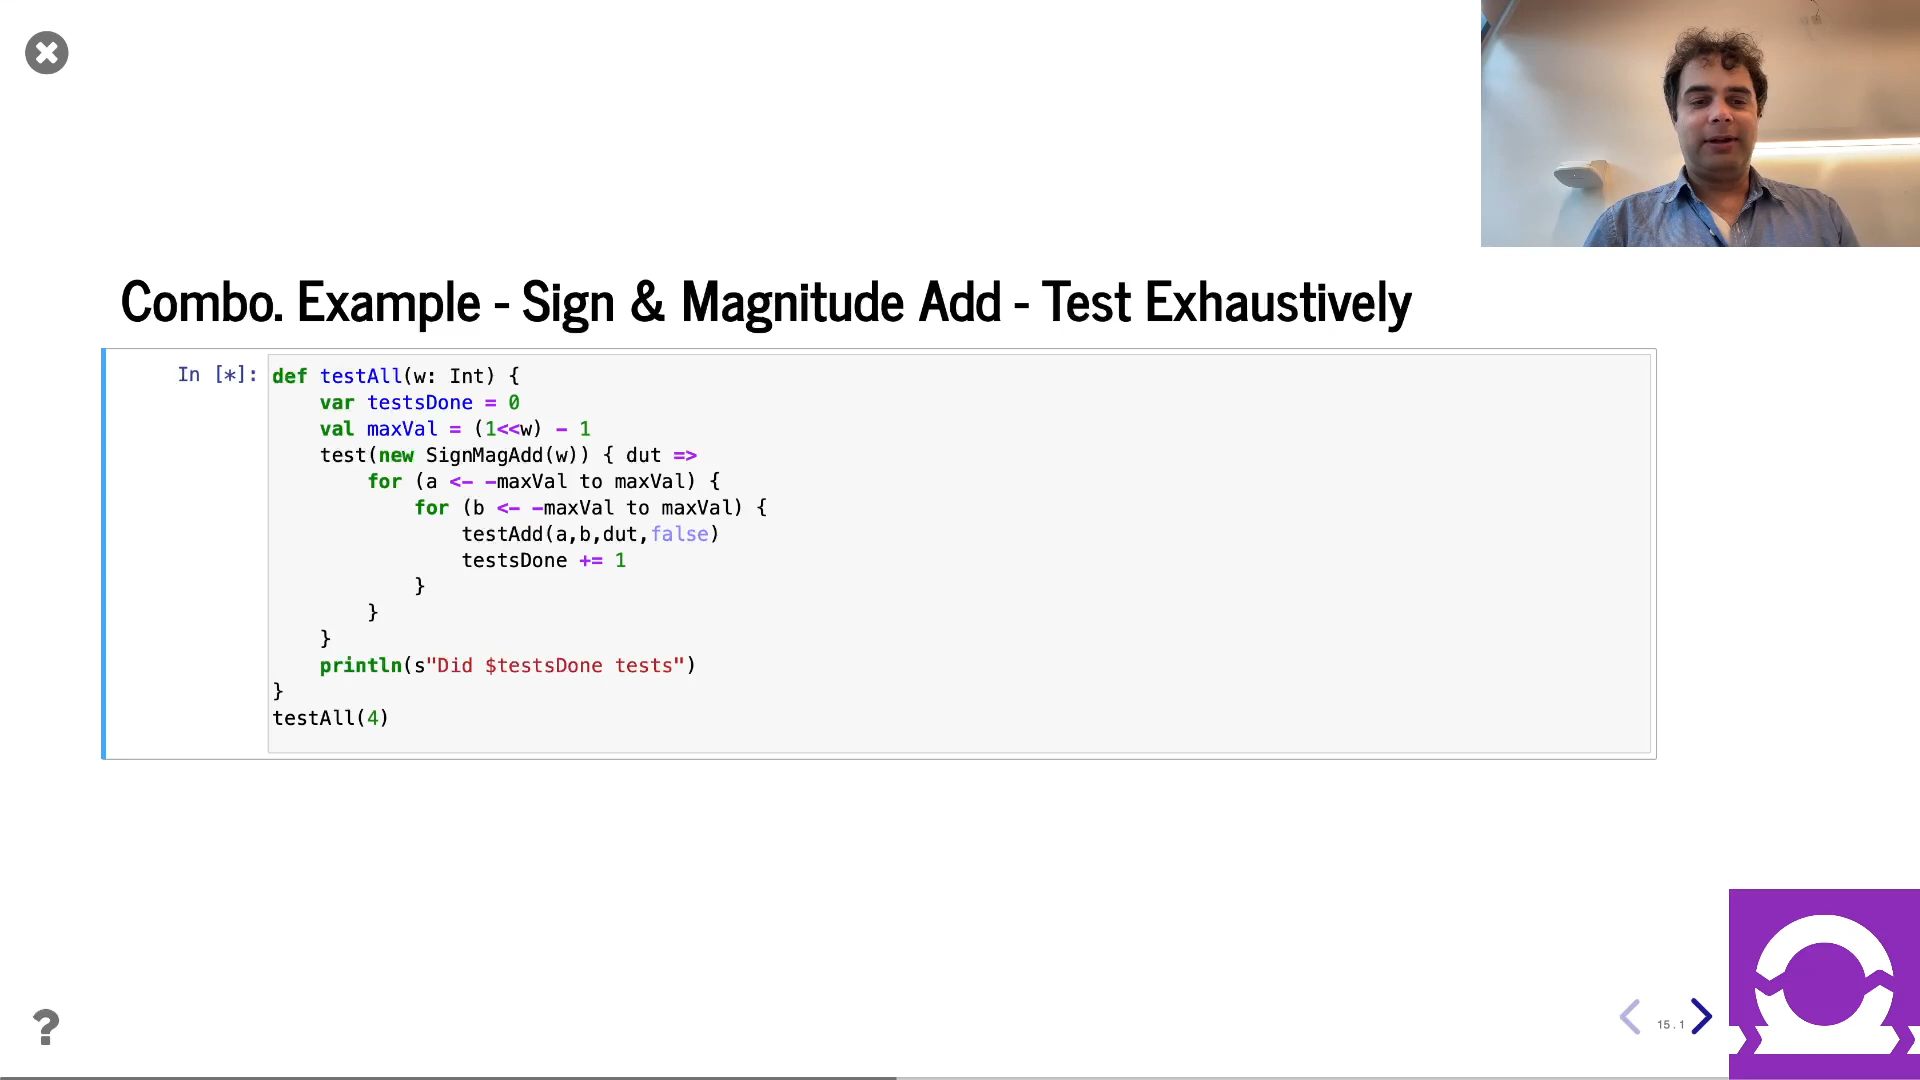 Combo. Example - Sign & Magnitude Add - Test Exhaustively
In [*]:
def testAll(w: Int) {
    var testsDone = 0
    val maxVal = (1<<w) - 1
    test(new SignMagAdd(w)) { dut =>
        for (a <- -maxVal to maxVal) {
            for (b <- -maxVal to maxVal) {
                testAdd(a,b,dut,false)
                testsDone += 1
            }
        }
    }
    println(s"Did $testsDone tests")
}
testAll(4)
?
15.1